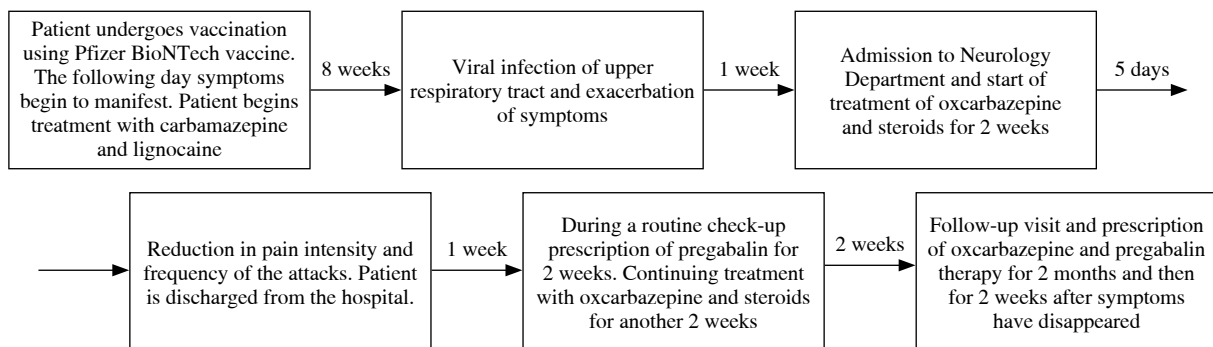 Patient undergoes vaccination
using Pfizer BioNTech vaccine.
The following day symptoms
begin to manifest. Patient begins
treatment with carbamazepine
and lignocaine
8 weeks
Viral infection of upper
respiratory tract and exacerbation
of symptoms
1 week
Admission to Neurology
Department and start of
treatment of oxcarbazepine
and steroids for 2 weeks
5 days
Reduction in pain intensity and
frequency of the attacks. Patient
is discharged from the hospital.
1 week
During a routine check-up
prescription of pregabalin for
2 weeks. Continuing treatment
with oxcarbazepine and steroids
for another 2 weeks
2 weeks
Follow-up visit and prescription
of oxcarbazepine and pregabalin
therapy for 2 months and then
for 2 weeks after symptoms
have disappeared